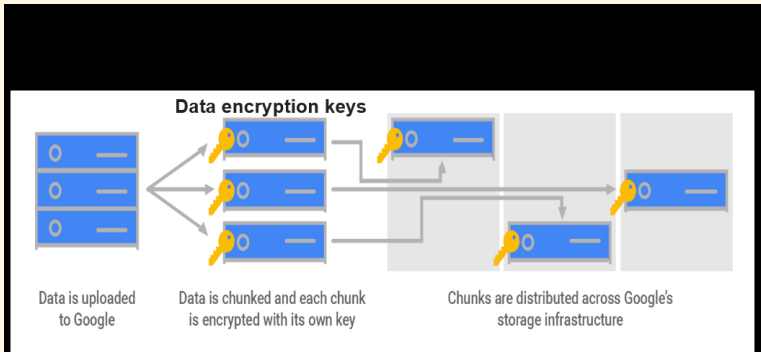 Data encryption keys
Data is uploaded
to Google
Data is chunked and each chunk
is encrypted with its own key
Chunks are distributed across Google's
storage infrastructure